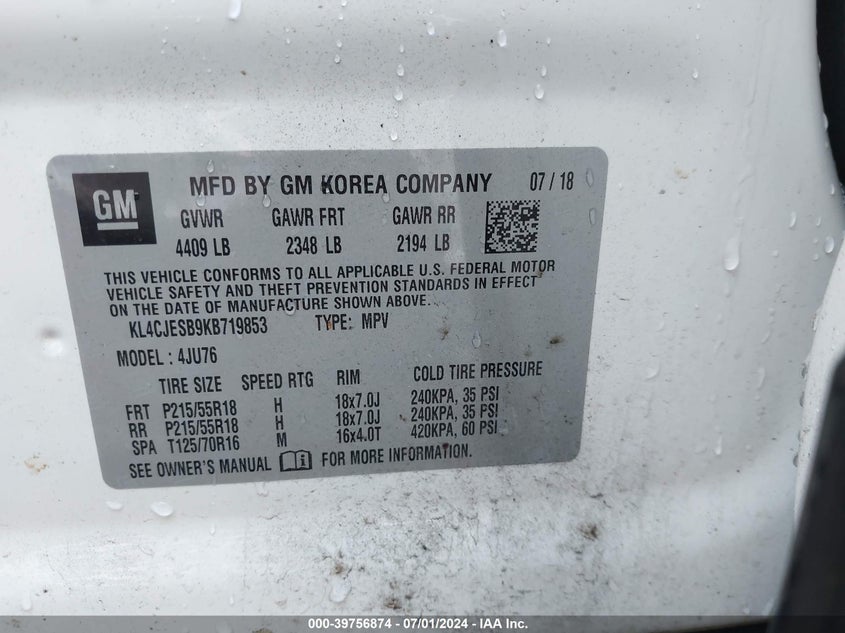 GM
MFD BY GM KOREA COMPANY 07 / 18
GVWR GAWR FRT GAWR RR
4409 LB 2348 LB 2194 LB
THIS VEHICLE CONFORMS TO ALL APPLICABLE U.S. FEDERAL MOTOR
VEHICLE SAFETY AND THEFT PREVENTION STANDARDS IN EFFECT
ON THE DATE OF MANUFACTURE SHOWN ABOVE.
KL4CJESB9KB719853 TYPE: MPV
MODEL : 4JU76
TIRE SIZE SPEED RTG RIM COLD TIRE PRESSURE
FRT P215/55R18 H 18x7.0J 240KPA, 35 PSI
RR P215/55R18 H 18x7.0J 240KPA, 35 PSI
SPA T125/70R16 M 16x4.0T 420KPA, 60 PSI
SEE OWNER'S MANUAL FOR MORE INFORMATION.
000-39756874 - 07/01/2024 - IAA Inc.